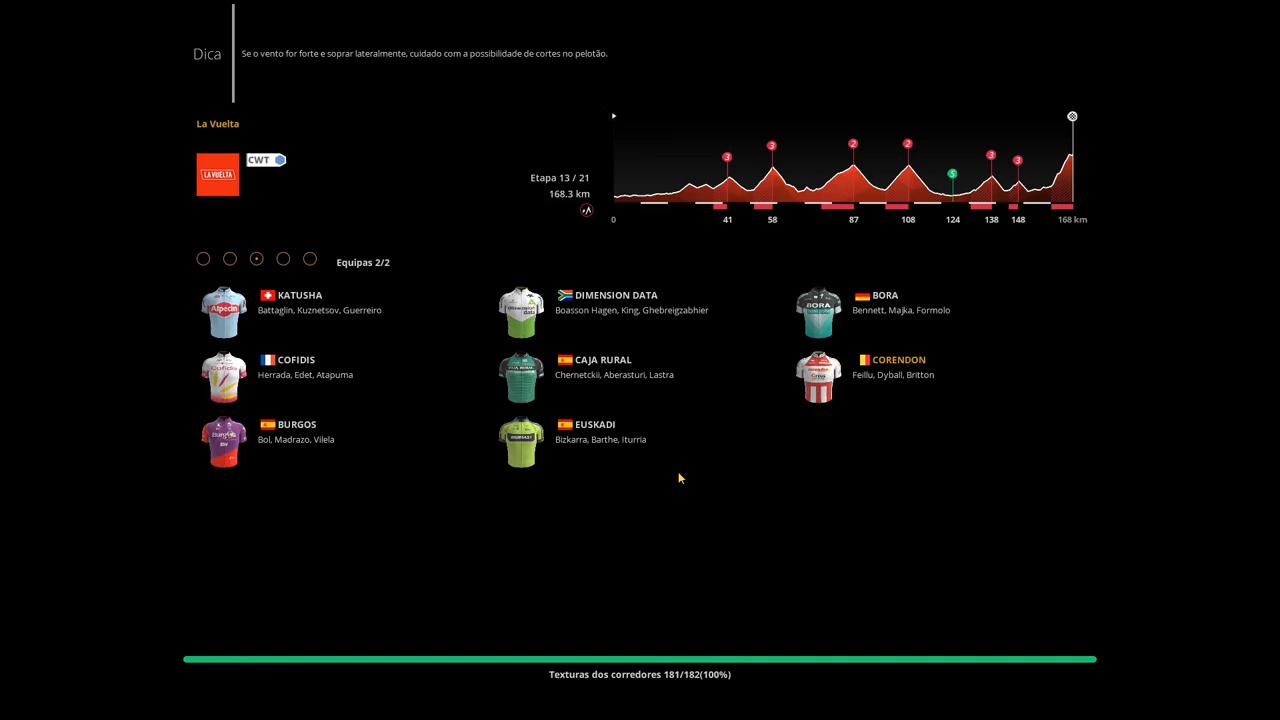 Dica
Se o vento for forte e soprar lateralmente, cuidado com a possibilidade de cortes no pelotão.
La Vuelta
LA VUELTA
CWT
Etapa 13 / 21
168.3 km
3 3 2 2 S 3 3
0 41 58 87 108 124 138 148 168 km
Equipas 2/2
KATUSHA
Battaglin, Kuznetsov, Guerreiro
DIMENSION DATA
Boasson Hagen, King, Ghebreigzabhier
BORA
Bennett, Majka, Formolo
COFIDIS
Herrada, Edet, Atapuma
CAJA RURAL
Chernetckii, Aberasturi, Lastra
CORENDON
Feillu, Dyball, Britton
BURGOS
Bol, Madrazo, Vilela
EUSKADI
Bizkarra, Barthe, Iturria
Alpecin
BORA
Cofidis
Texturas dos corredores 181/182(100%)